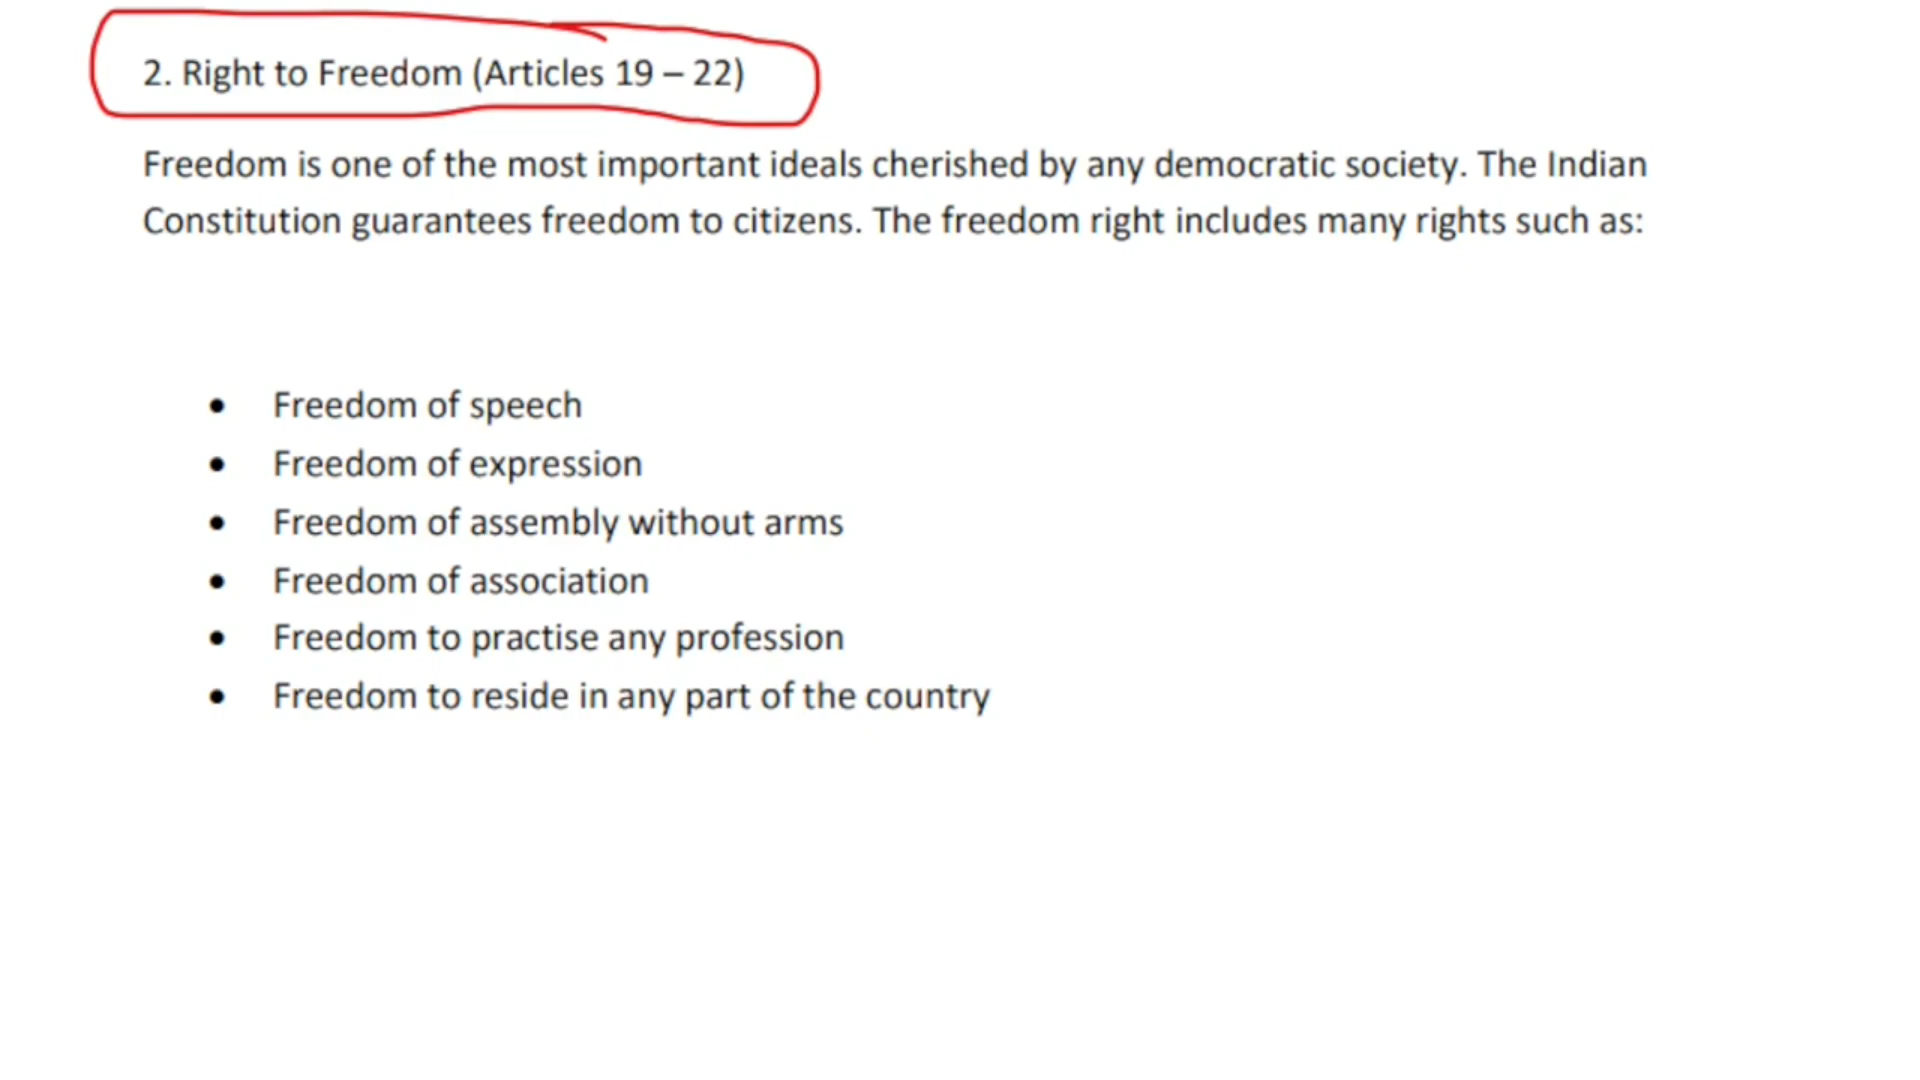 2. Right to Freedom (Articles 19 – 22)
Freedom is one of the most important ideals cherished by any democratic society. The Indian
Constitution guarantees freedom to citizens. The freedom right includes many rights such as:
• Freedom of speech
• Freedom of expression
• Freedom of assembly without arms
• Freedom of association
• Freedom to practise any profession
• Freedom to reside in any part of the country